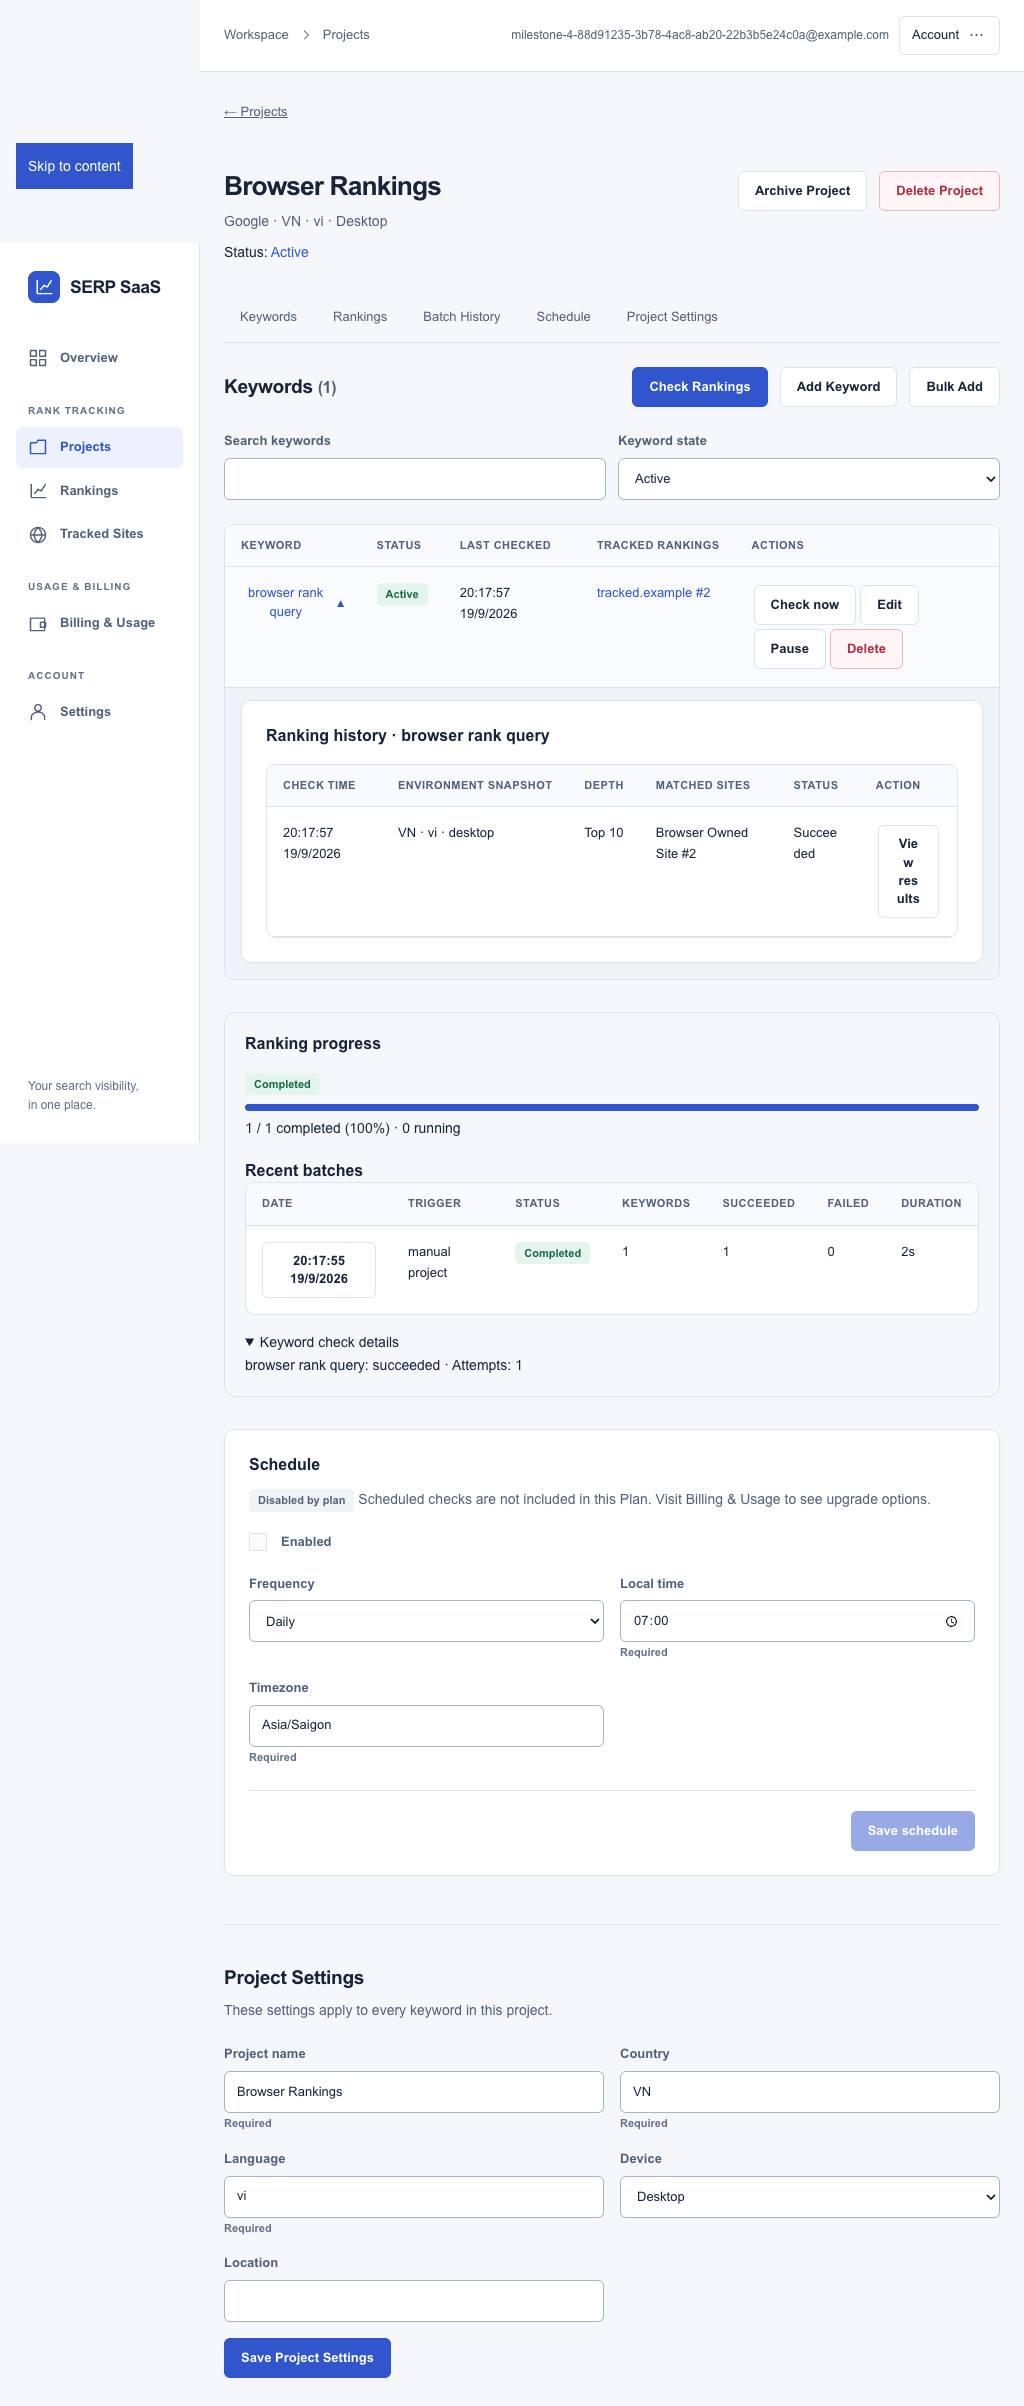 Workspace
Projects
milestone-4-88d91235-3b78-4ac8-ab20-22b3b5e24c0a@example.com
Account ···
Skip to content
SERP SaaS
Overview
RANK TRACKING
Projects
Rankings
Tracked Sites
USAGE & BILLING
Billing & Usage
ACCOUNT
Settings
Your search visibility,
in one place.
← Projects
Browser Rankings
Archive Project
Delete Project
Google · VN · vi · Desktop
Status: Active
Keywords
Rankings
Batch History
Schedule
Project Settings
Keywords (1)
Check Rankings
Add Keyword
Bulk Add
Search keywords
Keyword state
Active
KEYWORD STATUS LAST CHECKED TRACKED RANKINGS ACTIONS
browser rank
query
▲
Active
20:17:57
19/9/2026
tracked.example #2
Check now
Edit
Pause
Delete
Ranking history · browser rank query
CHECK TIME ENVIRONMENT SNAPSHOT DEPTH MATCHED SITES STATUS ACTION
20:17:57
19/9/2026
VN · vi · desktop
Top 10
Browser Owned
Site #2
Succee
ded
Vie
w
res
ults
Ranking progress
Completed
1 / 1 completed (100%) · 0 running
Recent batches
DATE TRIGGER STATUS KEYWORDS SUCCEEDED FAILED DURATION
20:17:55
19/9/2026
manual
project
Completed
1
1
0
2s
▼ Keyword check details
browser rank query: succeeded · Attempts: 1
Schedule
Disabled by plan Scheduled checks are not included in this Plan. Visit Billing & Usage to see upgrade options.
Enabled
Frequency
Daily
Local time
07:00
Required
Timezone
Asia/Saigon
Required
Save schedule
Project Settings
These settings apply to every keyword in this project.
Project name
Browser Rankings
Required
Country
VN
Required
Language
vi
Required
Device
Desktop
Location
Save Project Settings